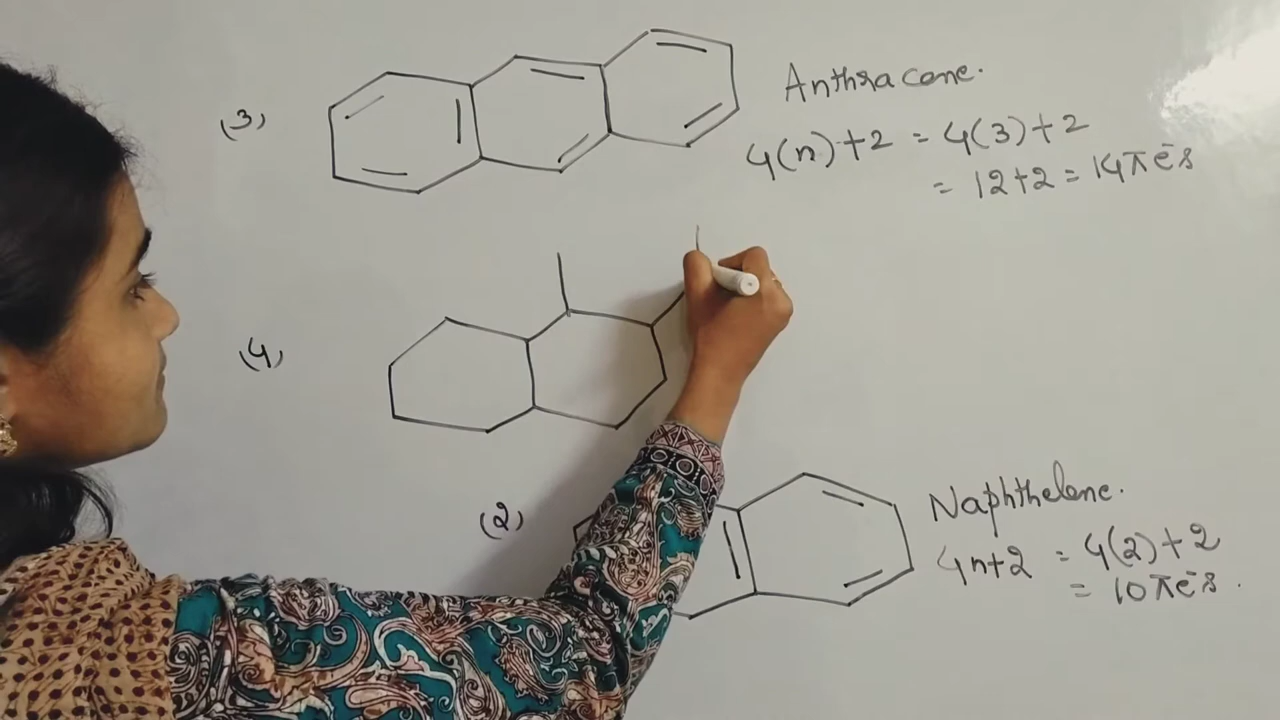 (3)
Anthracene.
4(n)+2 = 4(3)+2
= 12+2 = 14πe⁻s
(4)
(2)
Naphthelene.
4n+2 = 4(2)+2
= 10πe⁻s.